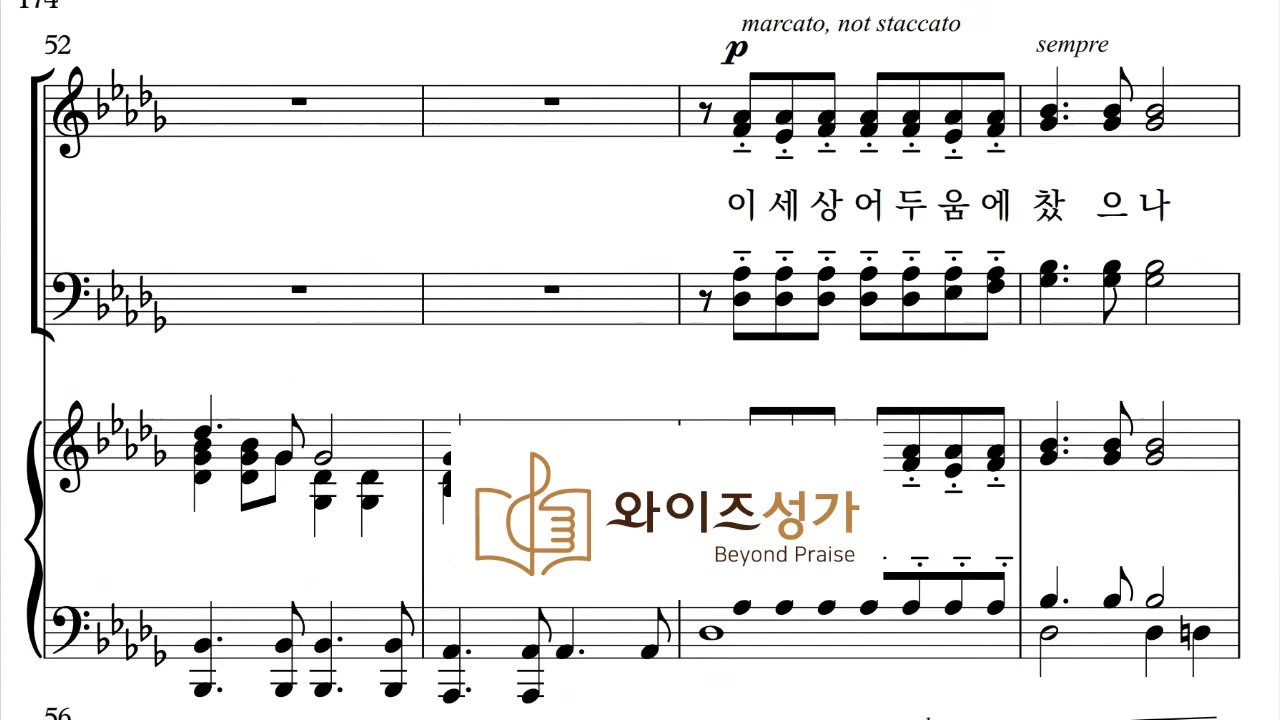 174
marcato, not staccato
52
p
sempre
이 세 상 어 두 움 에 찼 으 나
와이즈성가
Beyond Praise
56